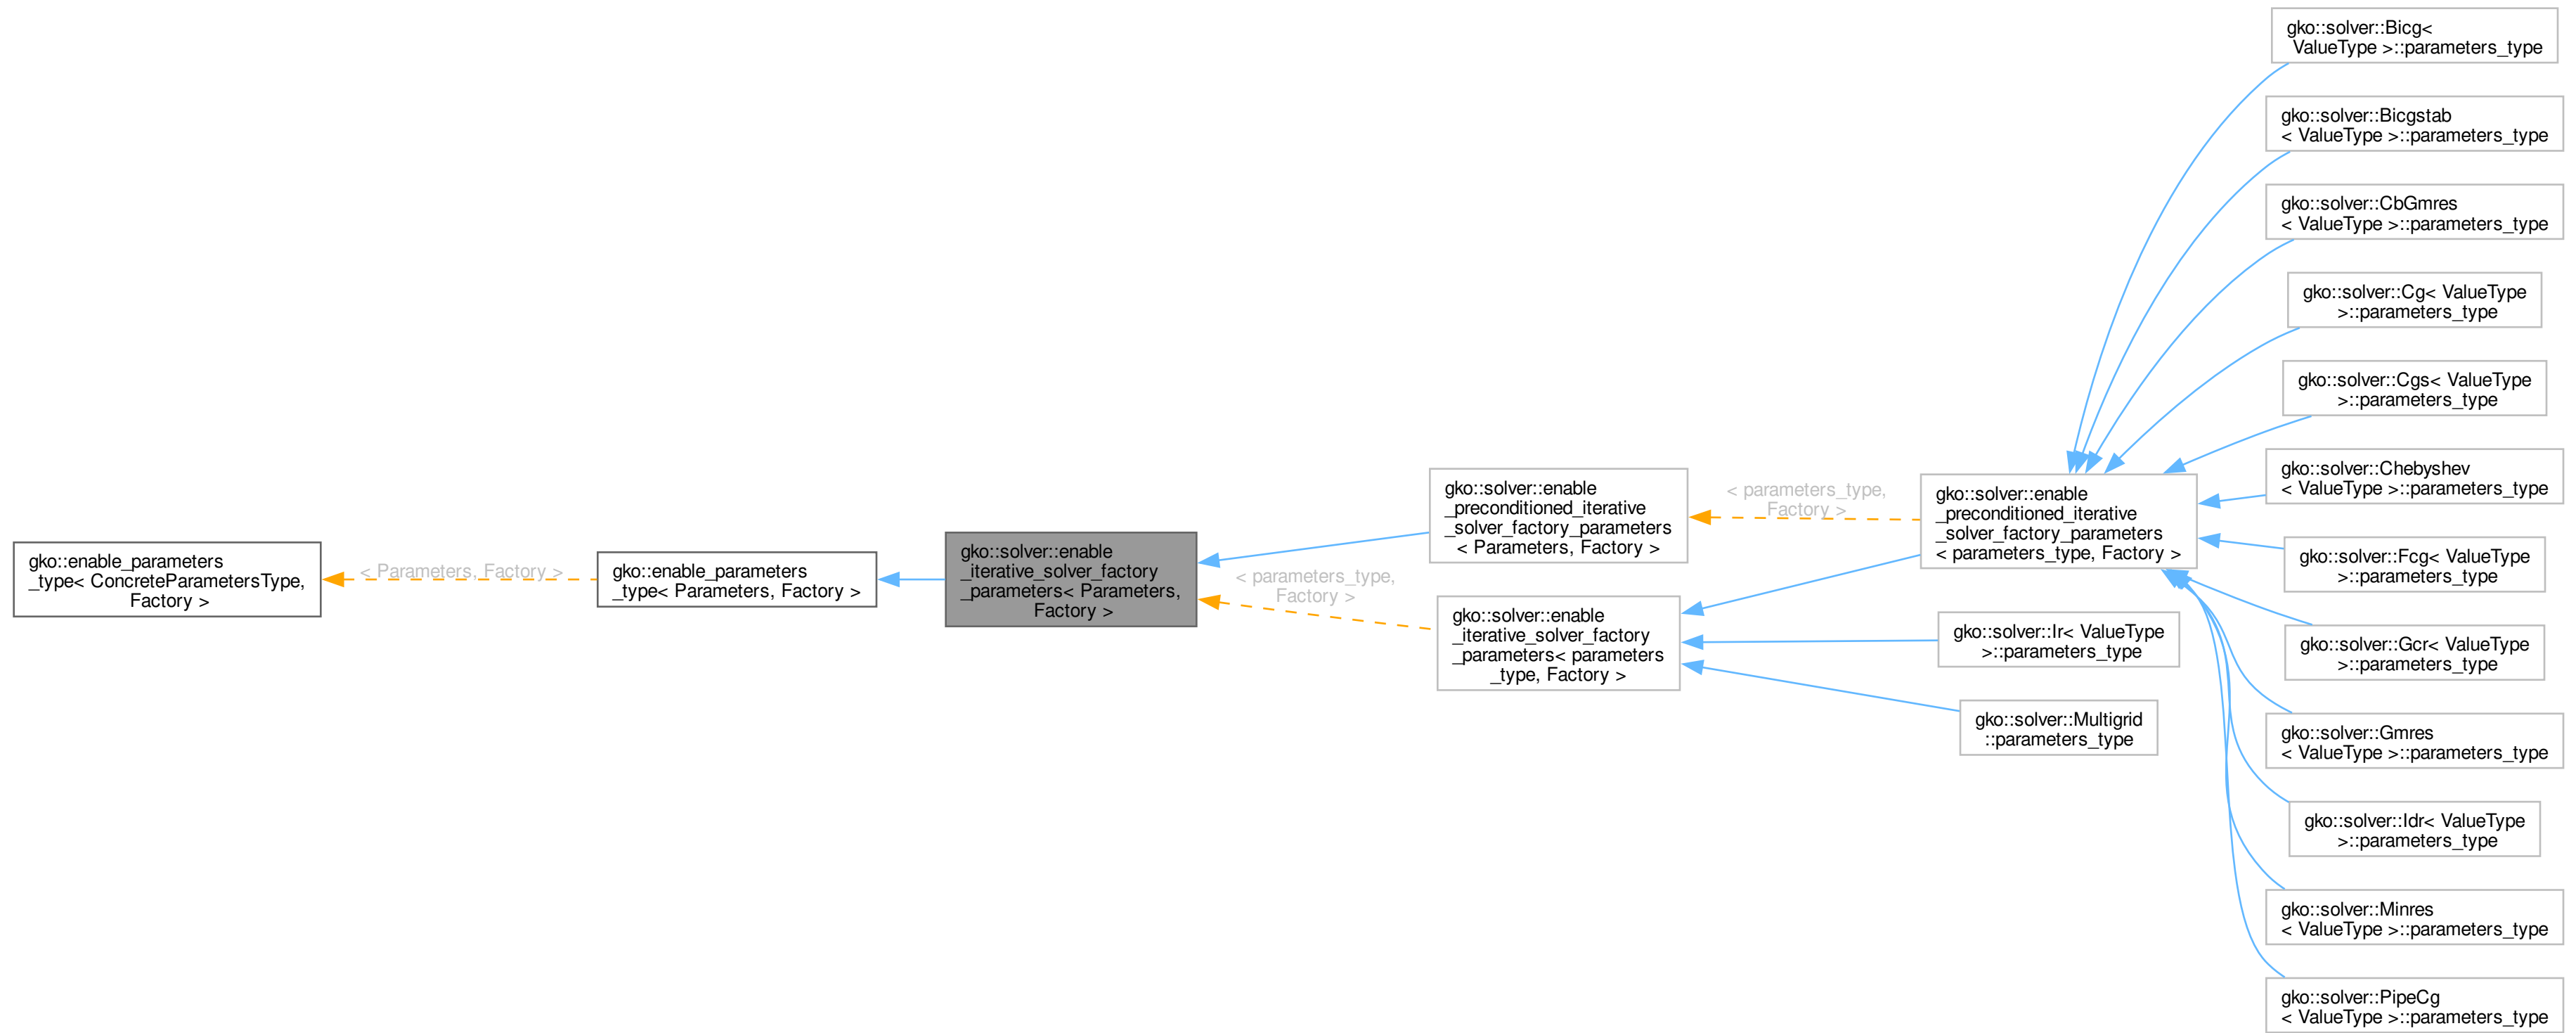 gko::enable_parameters
_type< ConcreteParametersType,
Factory >
< Parameters, Factory >
gko::enable_parameters
_type< Parameters, Factory >
gko::solver::enable
_iterative_solver_factory
_parameters< Parameters,
Factory >
gko::solver::enable
_preconditioned_iterative
_solver_factory_parameters
< Parameters, Factory >
< parameters_type,
Factory >
gko::solver::enable
_iterative_solver_factory
_parameters< parameters
_type, Factory >
< parameters_type,
Factory >
gko::solver::enable
_preconditioned_iterative
_solver_factory_parameters
< parameters_type, Factory >
gko::solver::Ir< ValueType
>::parameters_type
gko::solver::Multigrid
::parameters_type
gko::solver::Bicg<
ValueType >::parameters_type
gko::solver::Bicgstab
< ValueType >::parameters_type
gko::solver::CbGmres
< ValueType >::parameters_type
gko::solver::Cg< ValueType
>::parameters_type
gko::solver::Cgs< ValueType
>::parameters_type
gko::solver::Chebyshev
< ValueType >::parameters_type
gko::solver::Fcg< ValueType
>::parameters_type
gko::solver::Gcr< ValueType
>::parameters_type
gko::solver::Gmres
< ValueType >::parameters_type
gko::solver::Idr< ValueType
>::parameters_type
gko::solver::Minres
< ValueType >::parameters_type
gko::solver::PipeCg
< ValueType >::parameters_type